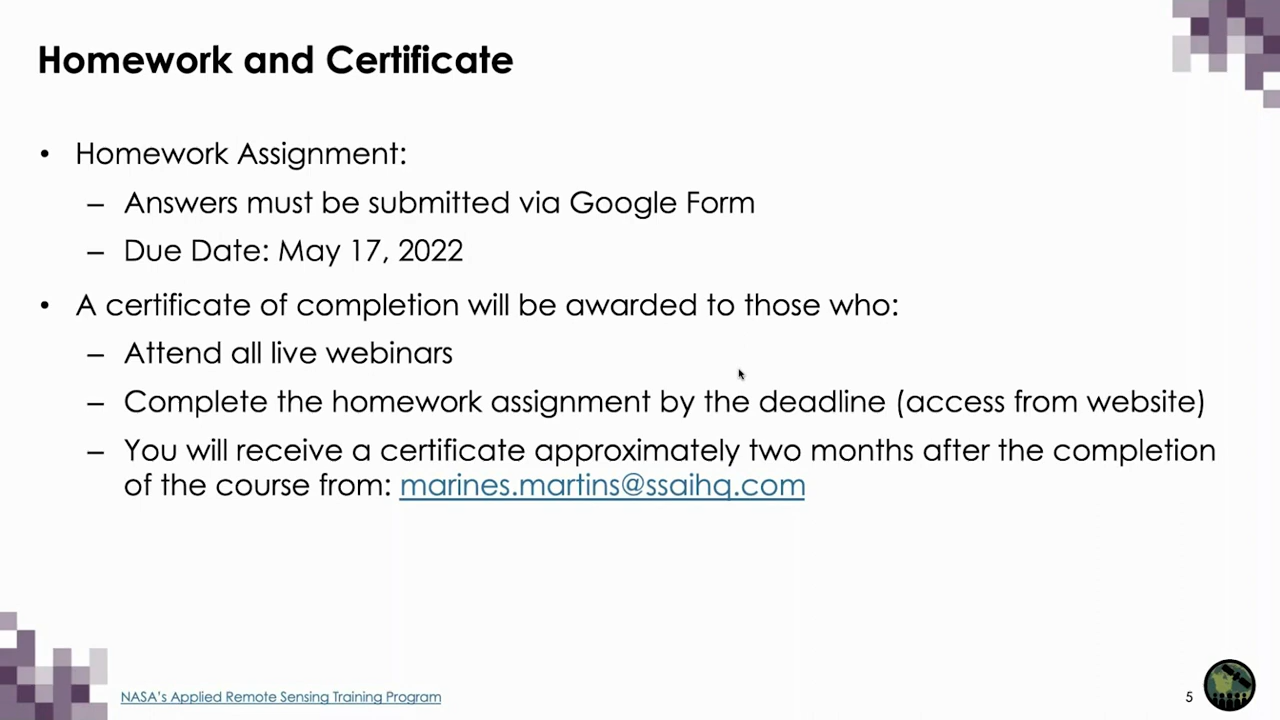 Homework and Certificate
• Homework Assignment:
– Answers must be submitted via Google Form
– Due Date: May 17, 2022
• A certificate of completion will be awarded to those who:
– Attend all live webinars
– Complete the homework assignment by the deadline (access from website)
– You will receive a certificate approximately two months after the completion
of the course from: marines.martins@ssaihq.com
NASA's Applied Remote Sensing Training Program
5